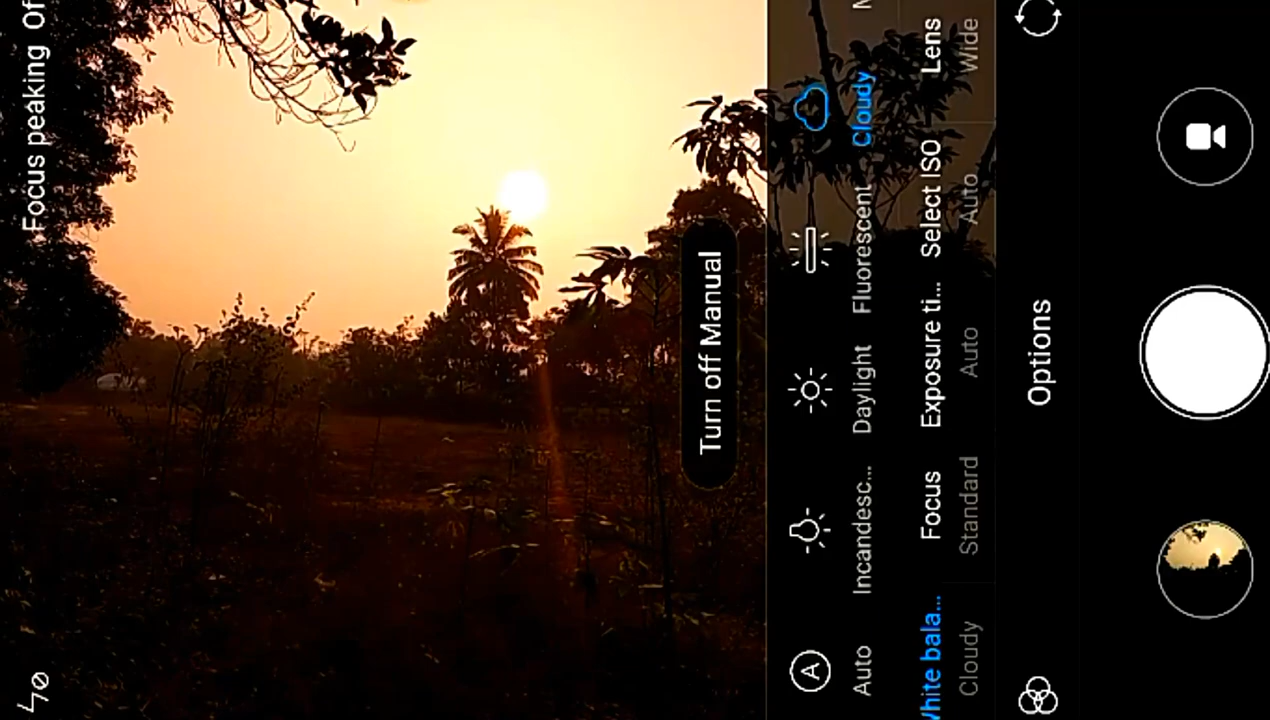 Focus peaking Of
Turn off Manual
Auto Incandesc... Daylight Fluorescent Cloudy
White bala... Focus Exposure ti... Select ISO Lens
Cloudy Standard Auto Auto Wide
Options